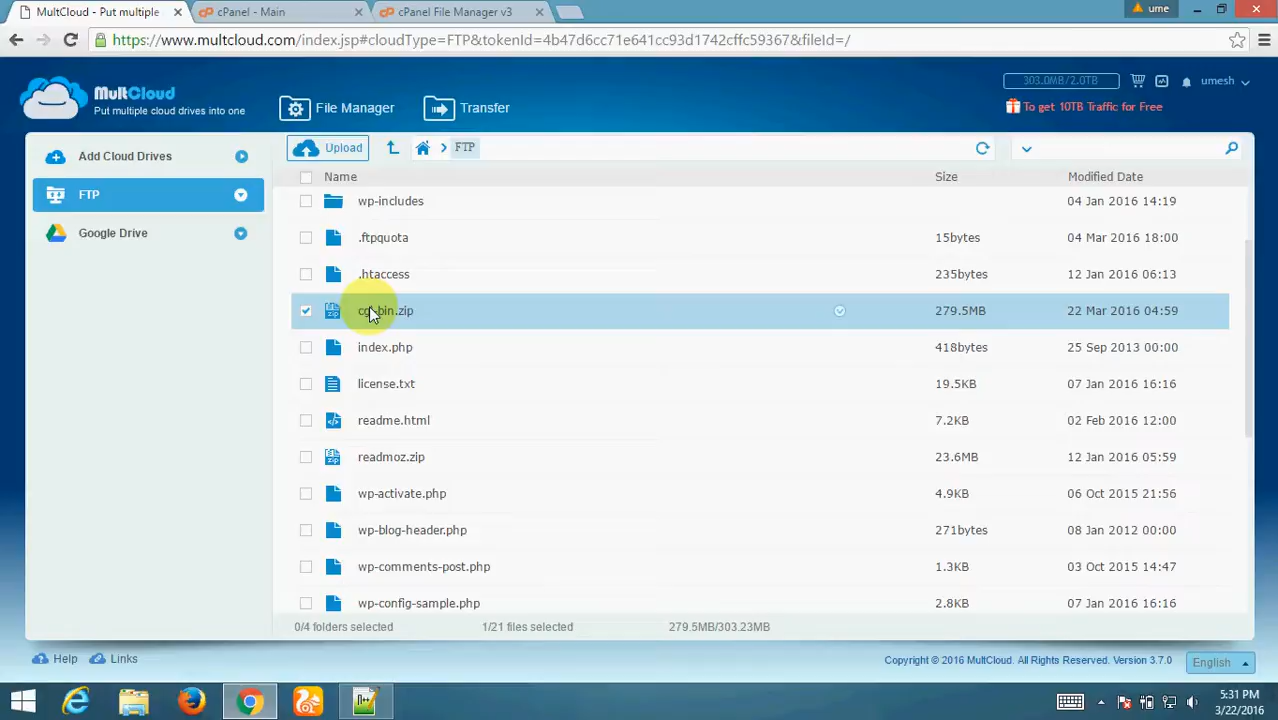 MultCloud - Put multiple
cPanel - Main
cPanel File Manager v3
ume
https://www.multcloud.com/index.jsp#cloudType=FTP&tokenId=4b47d6cc71e641cc93d1742cffc59367&fileId=/
MultCloud
Put multiple cloud drives into one
File Manager
Transfer
303.0MB/2.0TB
umesh
To get 10TB Traffic for Free
Add Cloud Drives
FTP
Google Drive
Upload
FTP
Name Size Modified Date
wp-includes 04 Jan 2016 14:19
.ftpquota 15bytes 04 Mar 2016 18:00
.htaccess 235bytes 12 Jan 2016 06:13
cgi-bin.zip 279.5MB 22 Mar 2016 04:59
index.php 418bytes 25 Sep 2013 00:00
license.txt 19.5KB 07 Jan 2016 16:16
readme.html 7.2KB 02 Feb 2016 12:00
readmoz.zip 23.6MB 12 Jan 2016 05:59
wp-activate.php 4.9KB 06 Oct 2015 21:56
wp-blog-header.php 271bytes 08 Jan 2012 00:00
wp-comments-post.php 1.3KB 03 Oct 2015 14:47
wp-config-sample.php 2.8KB 07 Jan 2016 16:16
0/4 folders selected 1/21 files selected 279.5MB/303.23MB
Help Links
Copyright © 2016 MultCloud. All Rights Reserved. Version 3.7.0
English
5:31 PM
3/22/2016